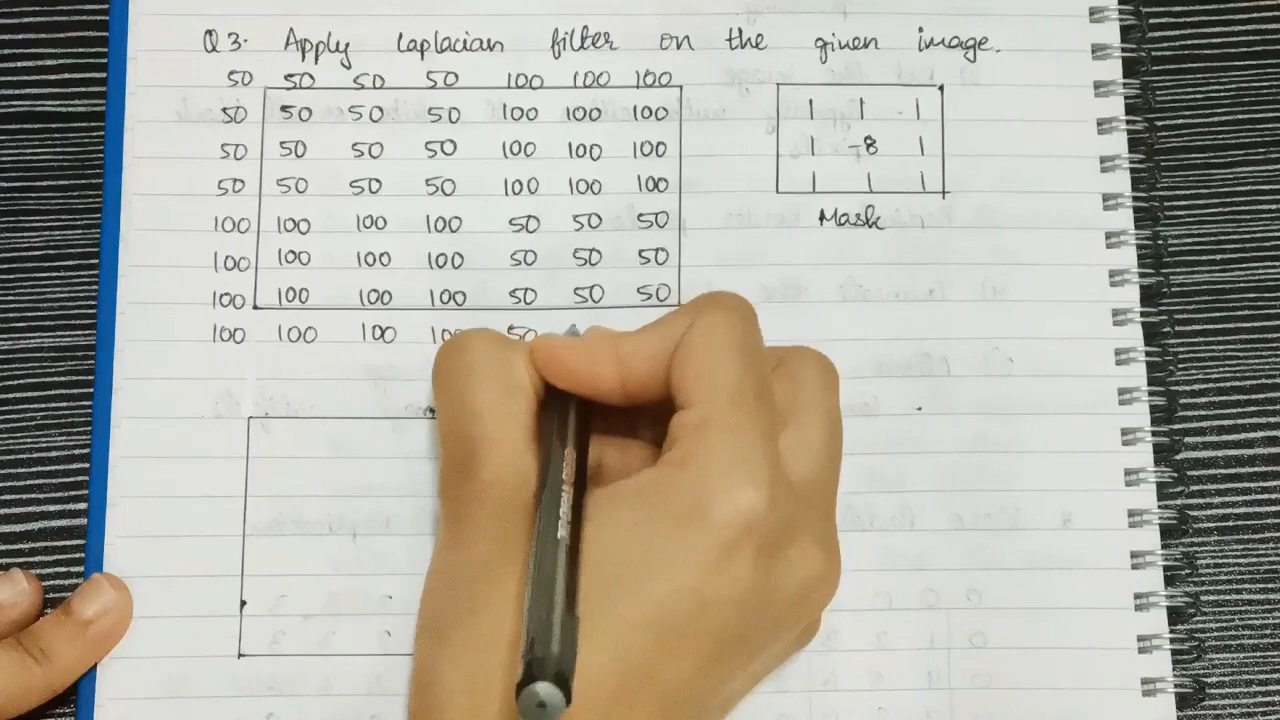 Q3. Apply laplacian filter on the given image.
50 50 50 50 100 100 100
50 50 50 50 100 100 100
50 50 50 50 100 100 100
50 50 50 50 100 100 100
100 100 100 100 50 50 50
100 100 100 100 50 50 50
100 100 100 100 50 50 50
100 100 100 100 50
1 1 1
1 -8 1
1 1 1
Mask